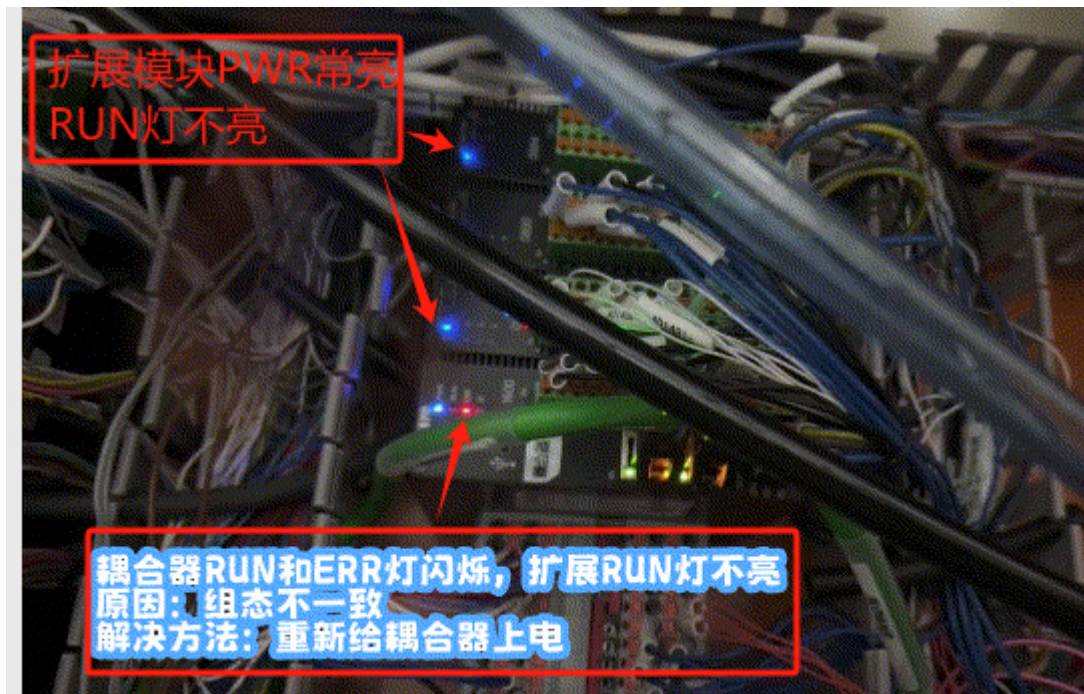 扩展模块PWR常亮
RUN灯不亮
耦合器RUN和ERR灯闪烁，扩展RUN灯不亮
原因：组态不一致
解决方法：重新给耦合器上电